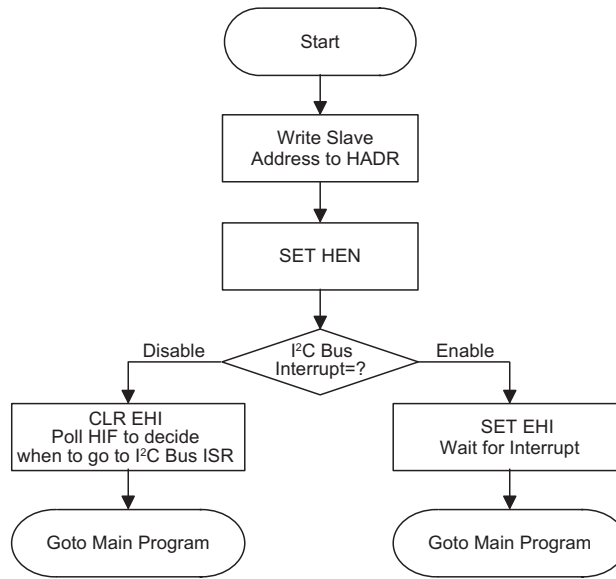 Start
Write Slave
Address to HADR
SET HEN
I²C Bus
Interrupt=?
Disable
Enable
CLR EHI
Poll HIF to decide
when to go to I²C Bus ISR
SET EHI
Wait for Interrupt
Goto Main Program
Goto Main Program